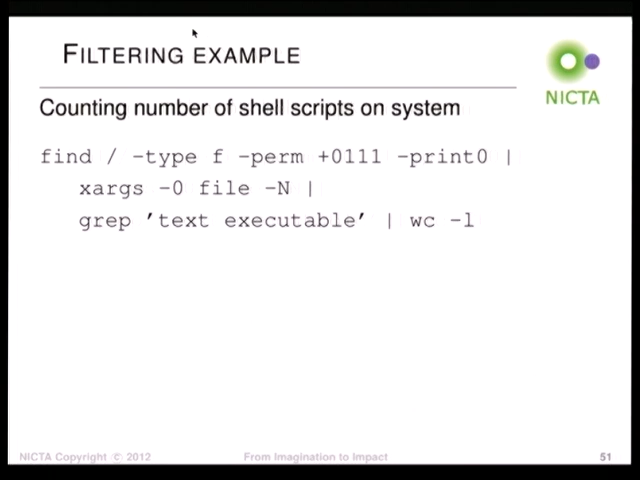 FILTERING EXAMPLE
NICTA
Counting number of shell scripts on system
find / -type f -perm +0111 -print0 |
xargs -0 file -N |
grep 'text executable' | wc -l
NICTA Copyright © 2012 From Imagination to Impact 51